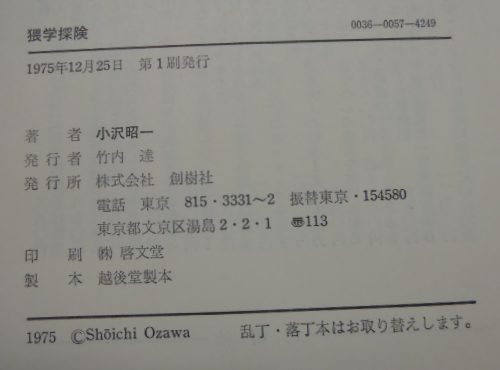 猥学探険
0036—0057—4249
1975年12月25日 第1刷発行
著者 小沢昭一
発行者 竹内 達
発行所 株式会社 創樹社
電話 東京 815・3331〜2 振替東京・154580
東京都文京区湯島2・2・1 〠113
印刷 ㈱ 啓文堂
製本 越後堂製本
1975 ©Shōichi Ozawa 乱丁・落丁本はお取り替えします。